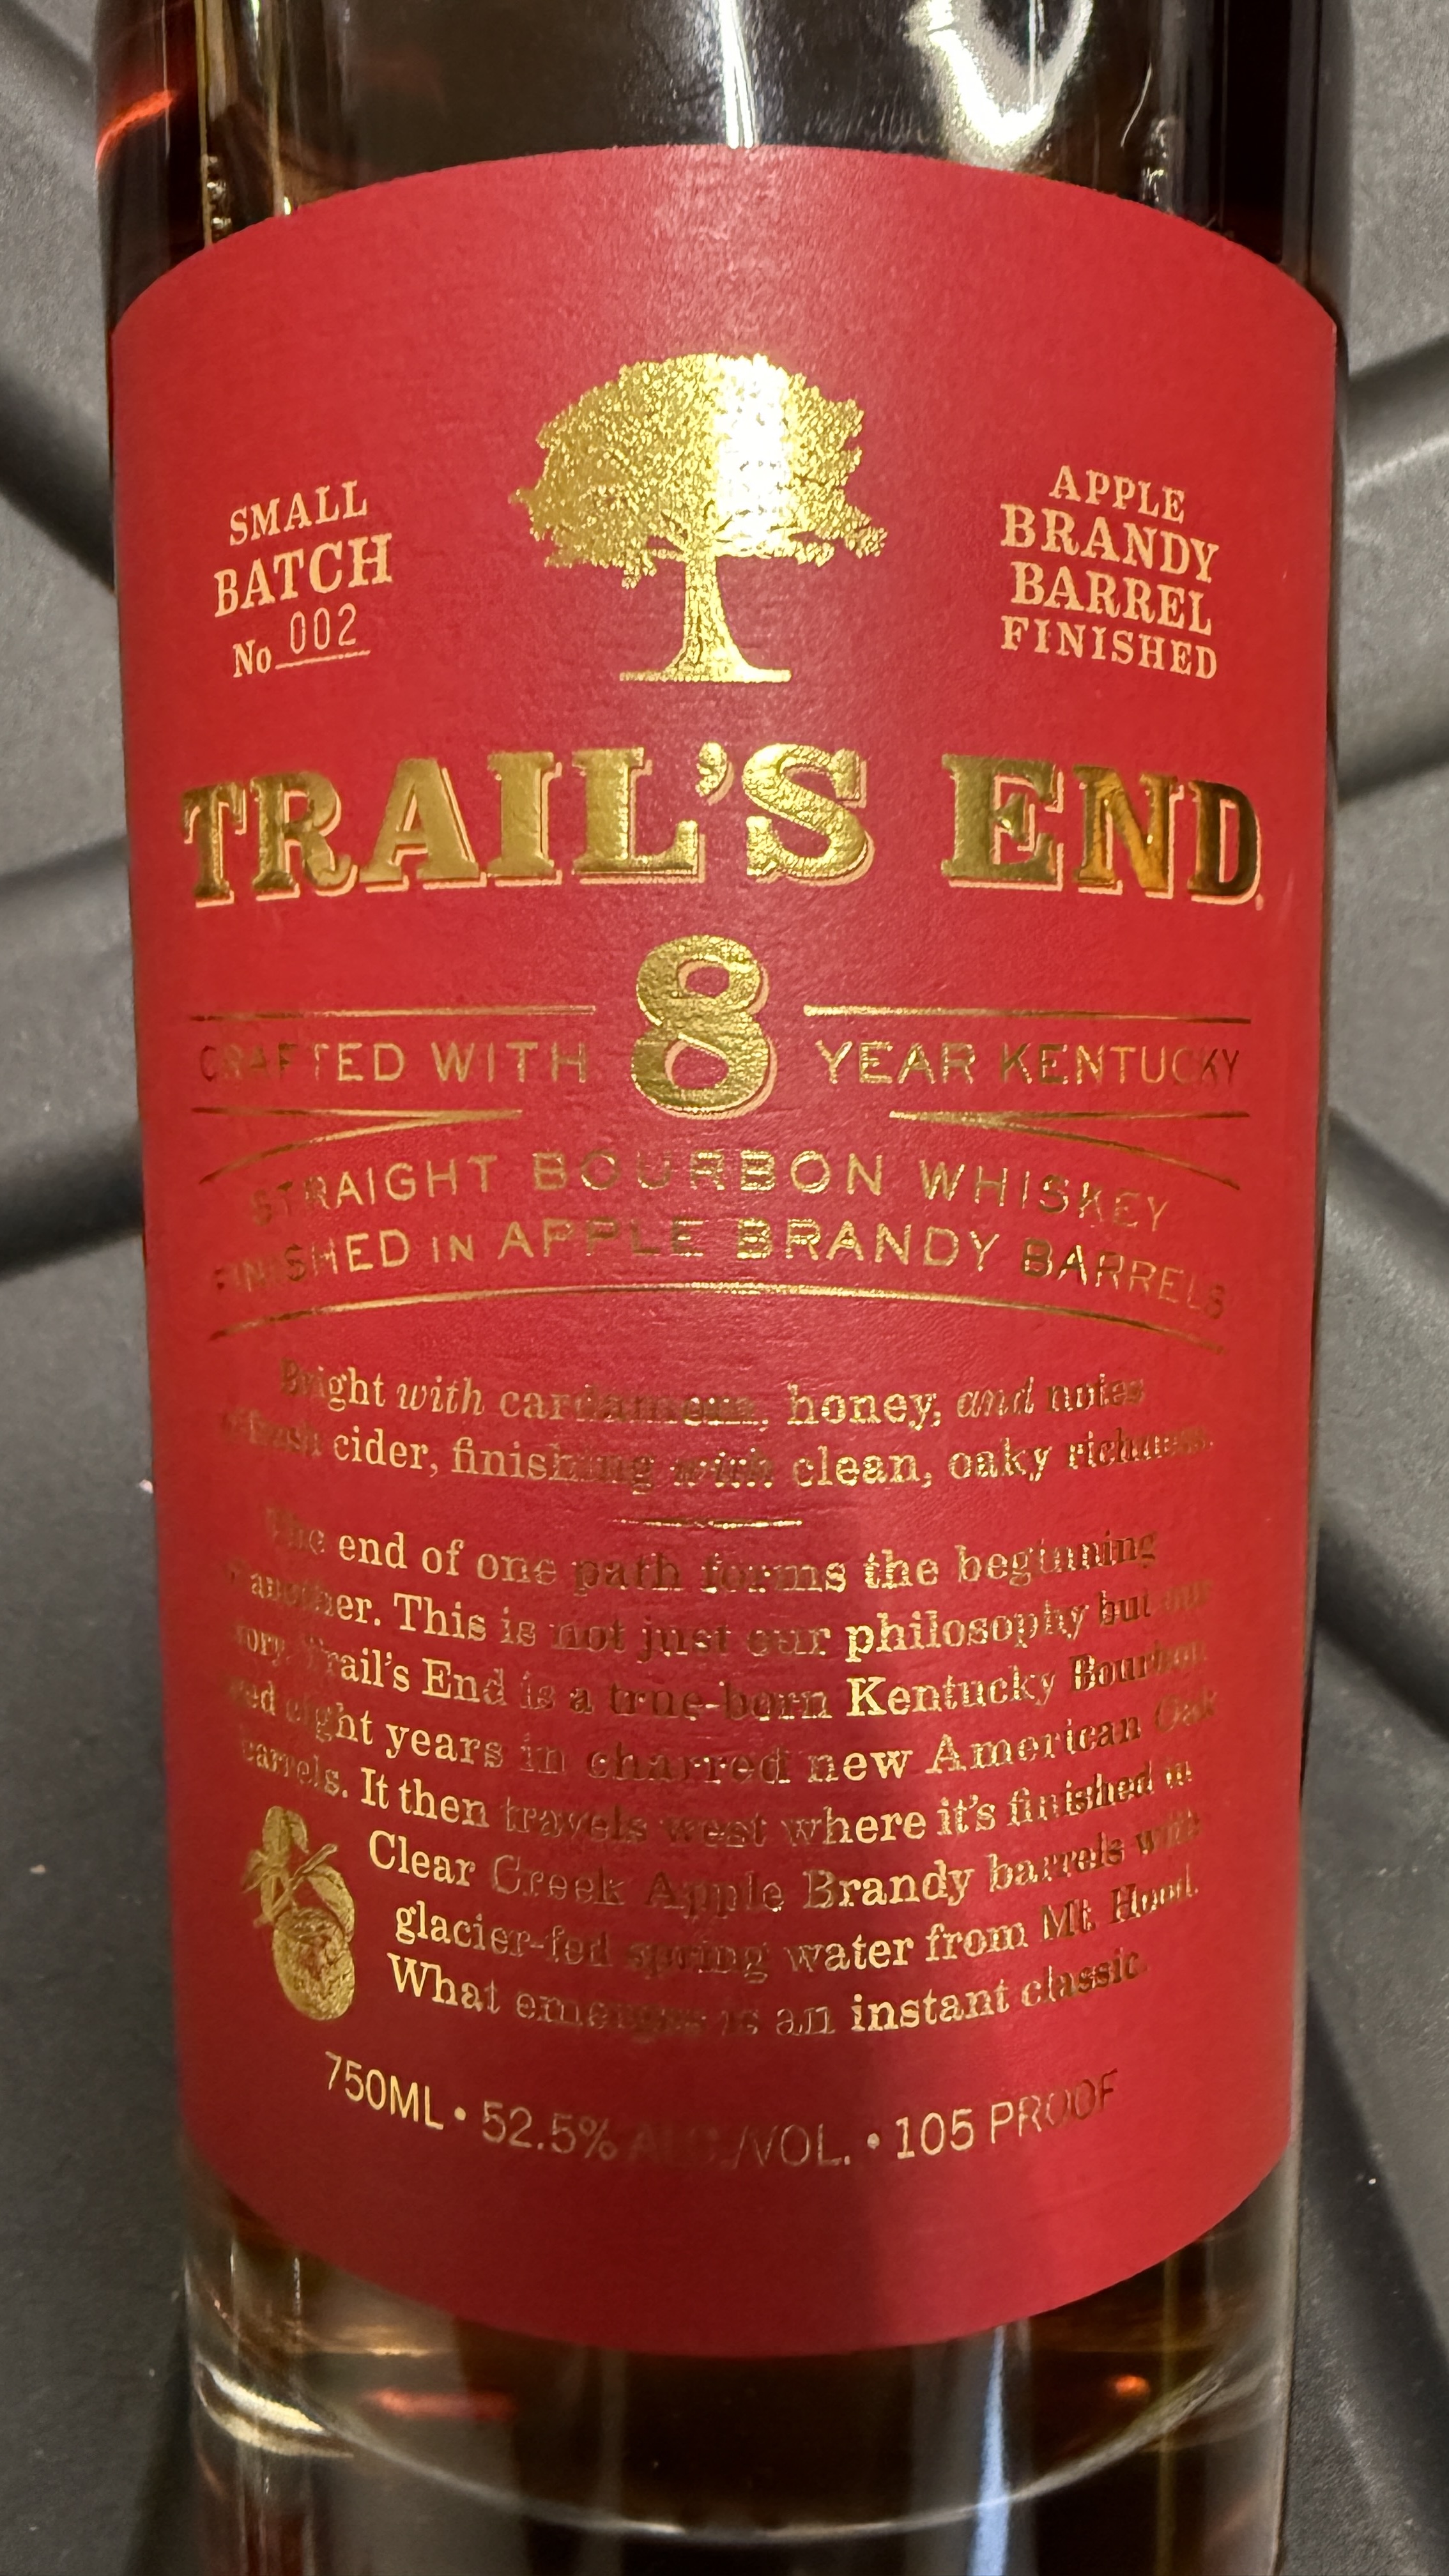 SMALL
BATCH
No 002
APPLE
BRANDY
BARREL
FINISHED
TRAIL'S END
CRAFTED WITH 8 YEAR KENTUCKY
STRAIGHT BOURBON WHISKEY
FINISHED IN APPLE BRANDY BARRELS
Bright with cardamom, honey, and notes
of fresh cider, finishing with clean, oaky richness.
The end of one path forms the beginning
of another. This is not just our philosophy but our
story. Trail's End is a true-born Kentucky Bourbon
aged eight years in charred new American Oak
barrels. It then travels west where it's finished in
Clear Creek Apple Brandy barrels with
glacier-fed spring water from Mt. Hood.
What emerges is an instant classic.
750ML • 52.5% ALC./VOL. • 105 PROOF